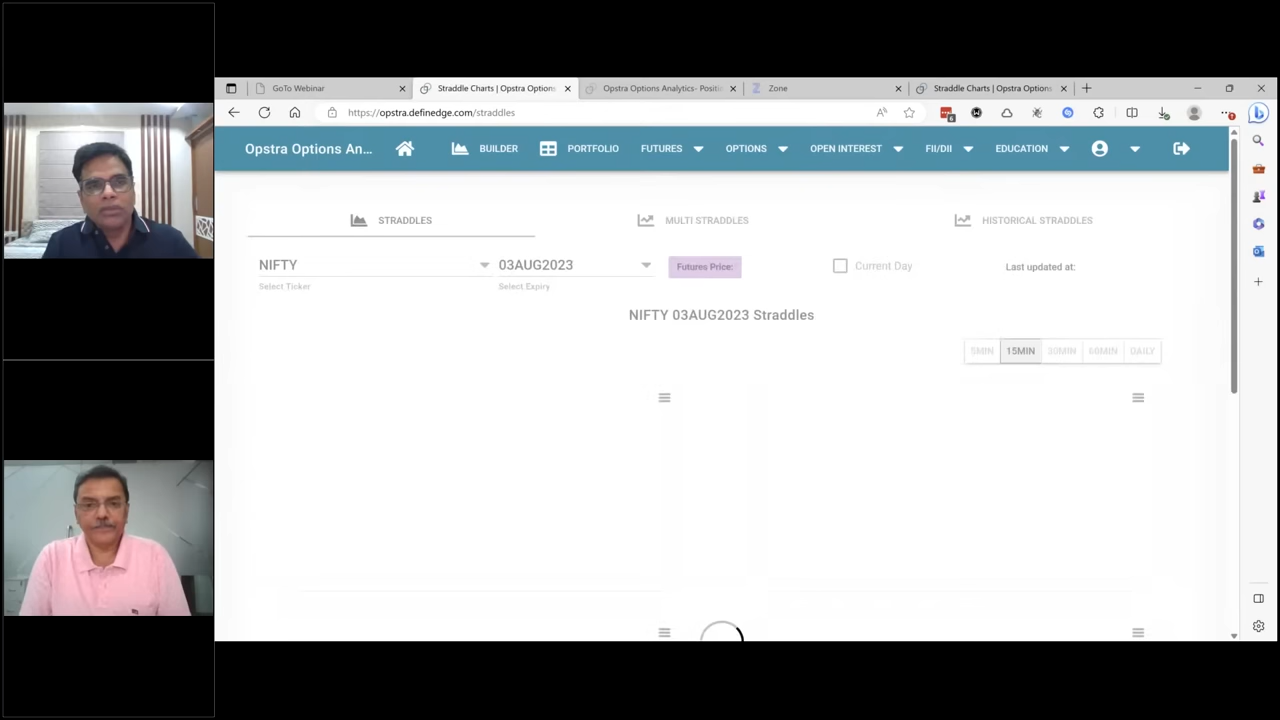 GoTo Webinar
Straddle Charts | Opstra Options
Opstra Options Analytics- Positi
Zone
Straddle Charts | Opstra Options
https://opstra.definedge.com/straddles
Opstra Options An...
BUILDER
PORTFOLIO
FUTURES
OPTIONS
OPEN INTEREST
FII/DII
EDUCATION
STRADDLES
MULTI STRADDLES
HISTORICAL STRADDLES
NIFTY
03AUG2023
Futures Price:
Current Day
Last updated at:
Select Ticker
Select Expiry
NIFTY 03AUG2023 Straddles
5MIN
15MIN
30MIN
60MIN
DAILY